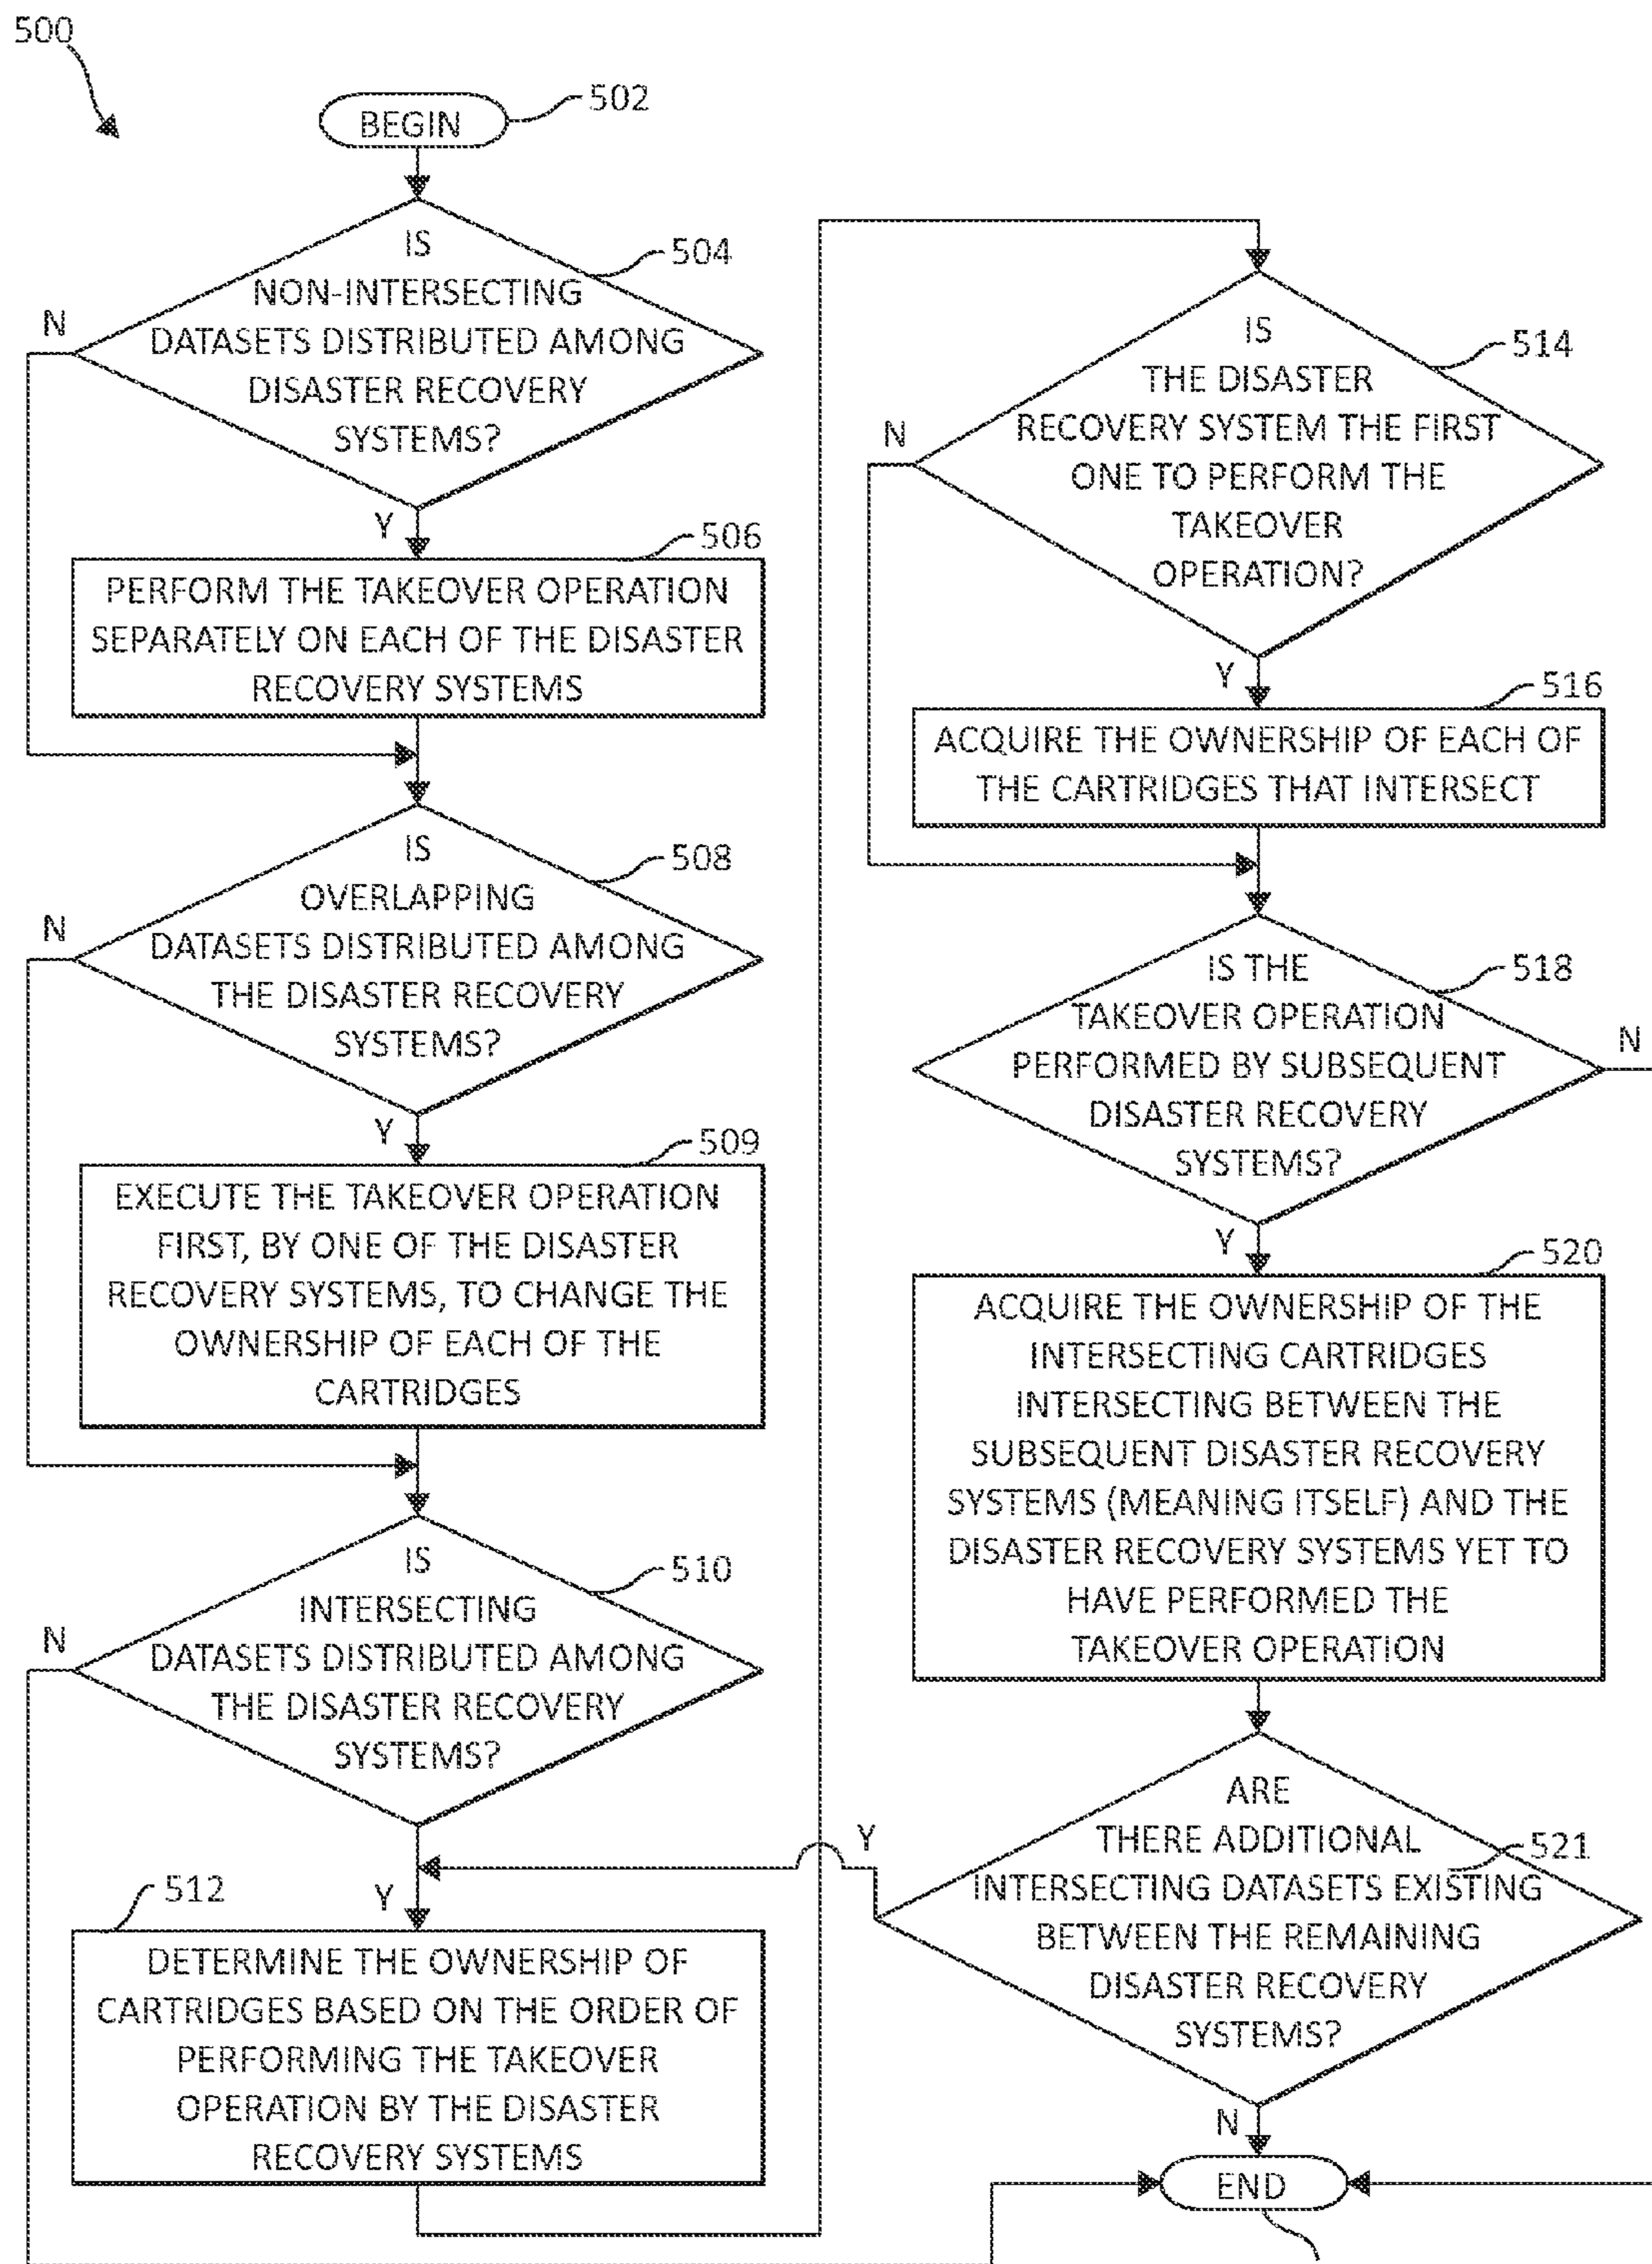 500
BEGIN
502
IS
NON-INTERSECTING
DATASETS DISTRIBUTED AMONG
DISASTER RECOVERY
SYSTEMS?
504
N
Y
506
PERFORM THE TAKEOVER OPERATION
SEPARATELY ON EACH OF THE DISASTER
RECOVERY SYSTEMS
IS
OVERLAPPING
DATASETS DISTRIBUTED AMONG
THE DISASTER RECOVERY
SYSTEMS?
508
N
Y
509
EXECUTE THE TAKEOVER OPERATION
FIRST, BY ONE OF THE DISASTER
RECOVERY SYSTEMS, TO CHANGE THE
OWNERSHIP OF EACH OF THE
CARTRIDGES
IS
INTERSECTING
DATASETS DISTRIBUTED AMONG
THE DISASTER RECOVERY
SYSTEMS?
510
N
Y
512
DETERMINE THE OWNERSHIP OF
CARTRIDGES BASED ON THE ORDER OF
PERFORMING THE TAKEOVER
OPERATION BY THE DISASTER
RECOVERY SYSTEMS
IS
THE DISASTER
RECOVERY SYSTEM THE FIRST
ONE TO PERFORM THE
TAKEOVER
OPERATION?
514
N
Y
516
ACQUIRE THE OWNERSHIP OF EACH OF
THE CARTRIDGES THAT INTERSECT
IS THE
TAKEOVER OPERATION
PERFORMED BY SUBSEQUENT
DISASTER RECOVERY
SYSTEMS?
518
N
Y
520
ACQUIRE THE OWNERSHIP OF THE
INTERSECTING CARTRIDGES
INTERSECTING BETWEEN THE
SUBSEQUENT DISASTER RECOVERY
SYSTEMS (MEANING ITSELF) AND THE
DISASTER RECOVERY SYSTEMS YET TO
HAVE PERFORMED THE
TAKEOVER OPERATION
ARE
THERE ADDITIONAL
INTERSECTING DATASETS EXISTING
BETWEEN THE REMAINING
DISASTER RECOVERY
SYSTEMS?
521
Y
N
END